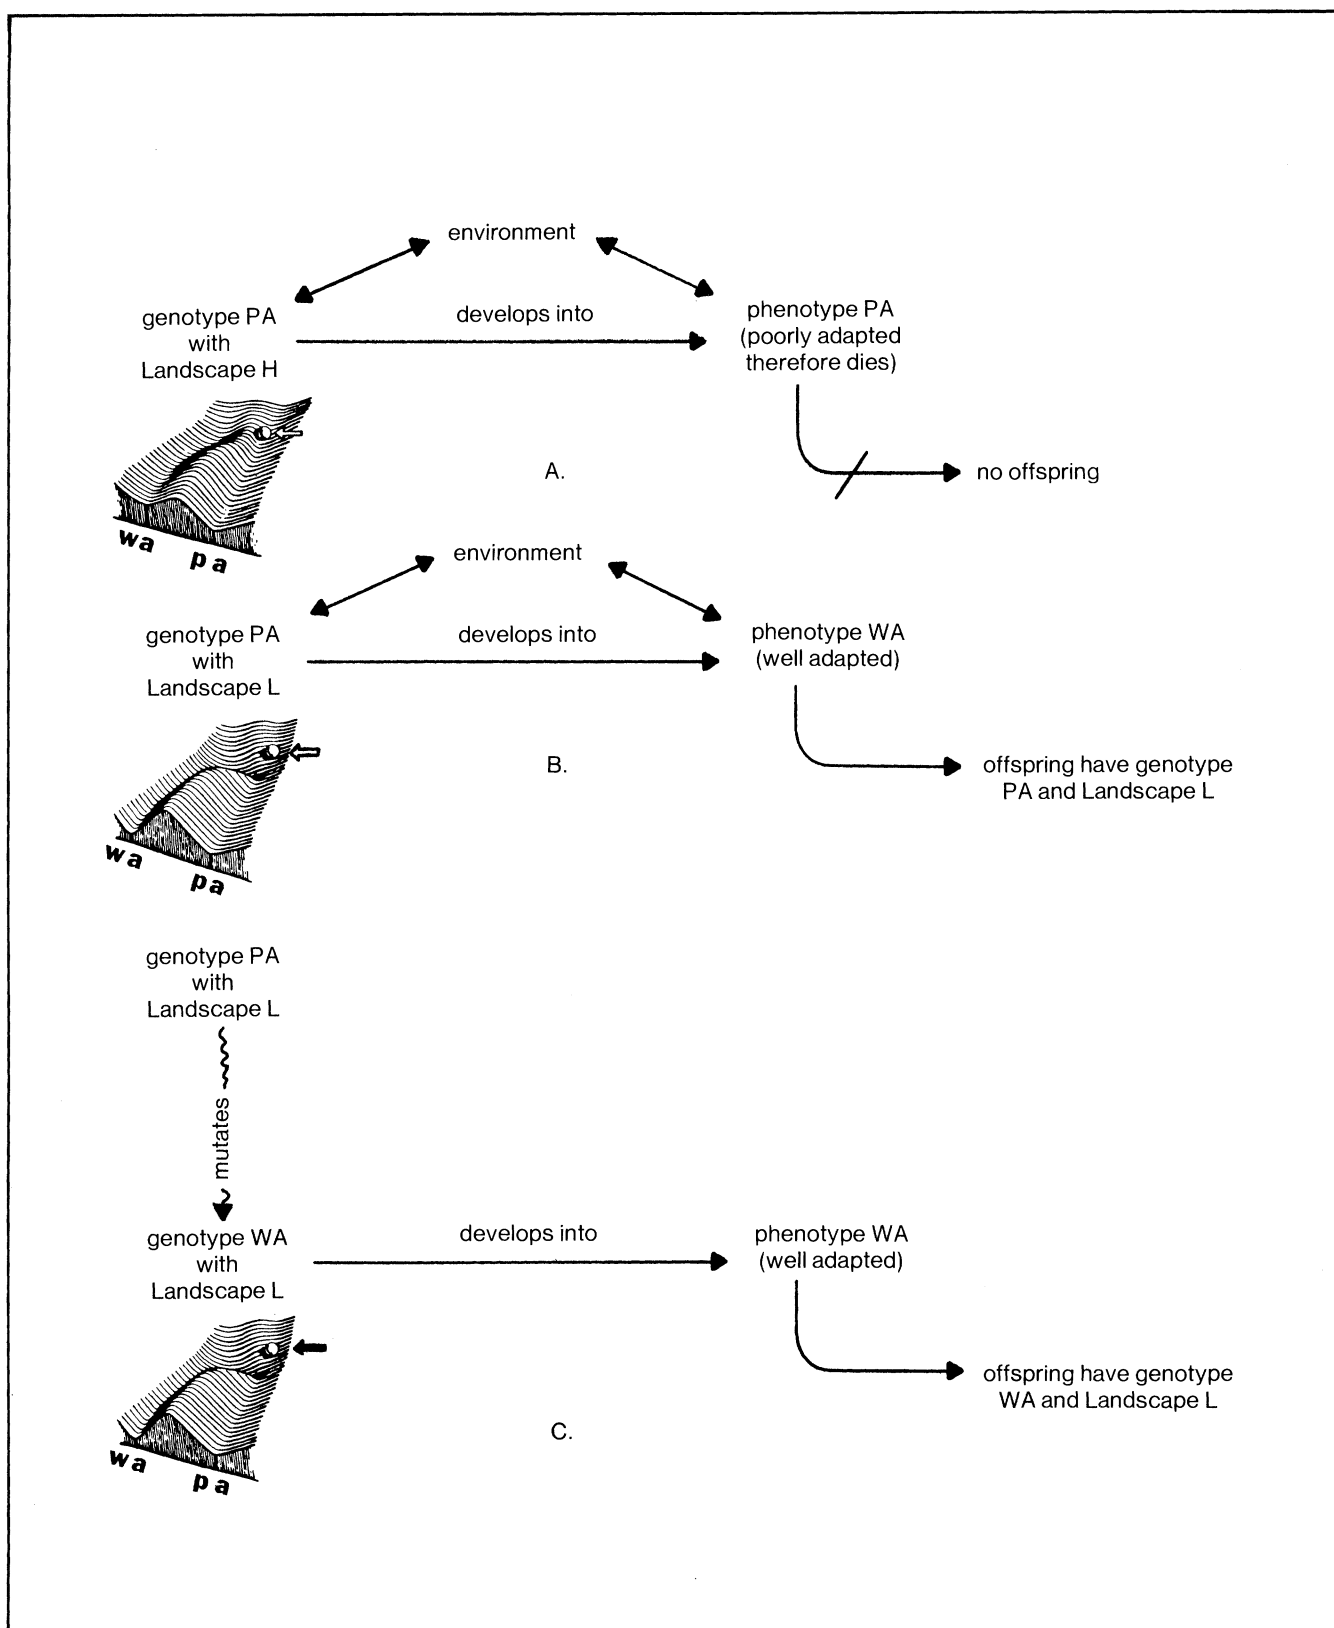 environment
develops into
genotype PA
with
Landscape H
phenotype PA
(poorly adapted
therefore dies)
A.
no offspring
wa pa
environment
develops into
genotype PA
with
Landscape L
phenotype WA
(well adapted)
B.
offspring have genotype
PA and Landscape L
wa pa
genotype PA
with
Landscape L
mutates
genotype WA
with
Landscape L
develops into
phenotype WA
(well adapted)
offspring have genotype
WA and Landscape L
C.
wa pa